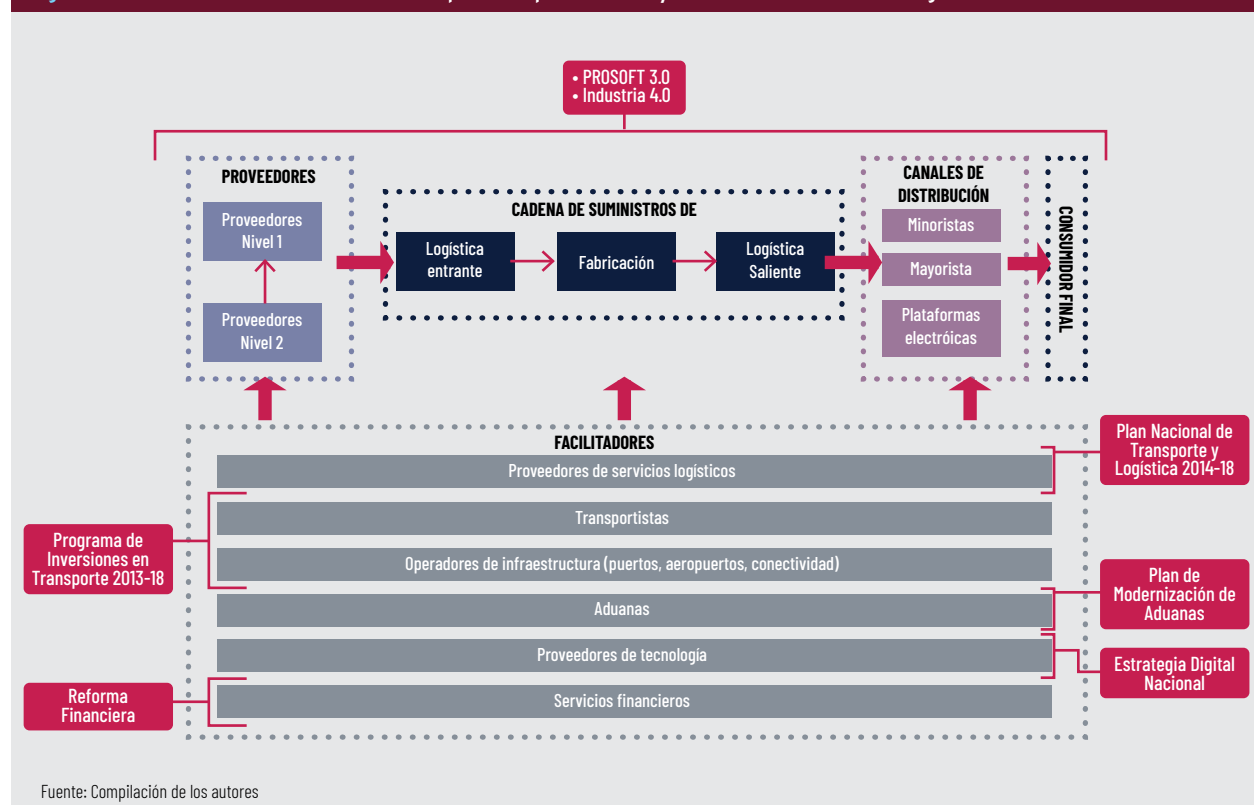 • PROSOFT 3.0
• Industria 4.0
PROVEEDORES
Proveedores
Nivel 1
Proveedores
Nivel 2
CADENA DE SUMINISTROS DE
Logística
entrante
Fabricación
Logística
Saliente
CANALES DE
DISTRIBUCIÓN
Minoristas
Mayorista
Plataformas
electróicas
CONSUMIDOR FINAL
FACILITADORES
Proveedores de servicios logísticos
Transportistas
Operadores de infraestructura (puertos, aeropuertos, conectividad)
Aduanas
Proveedores de tecnología
Servicios financieros
Plan Nacional de
Transporte y
Logística 2014-18
Programa de
Inversiones en
Transporte 2013-18
Plan de
Modernización de
Aduanas
Estrategia Digital
Nacional
Reforma
Financiera
Fuente: Compilación de los autores